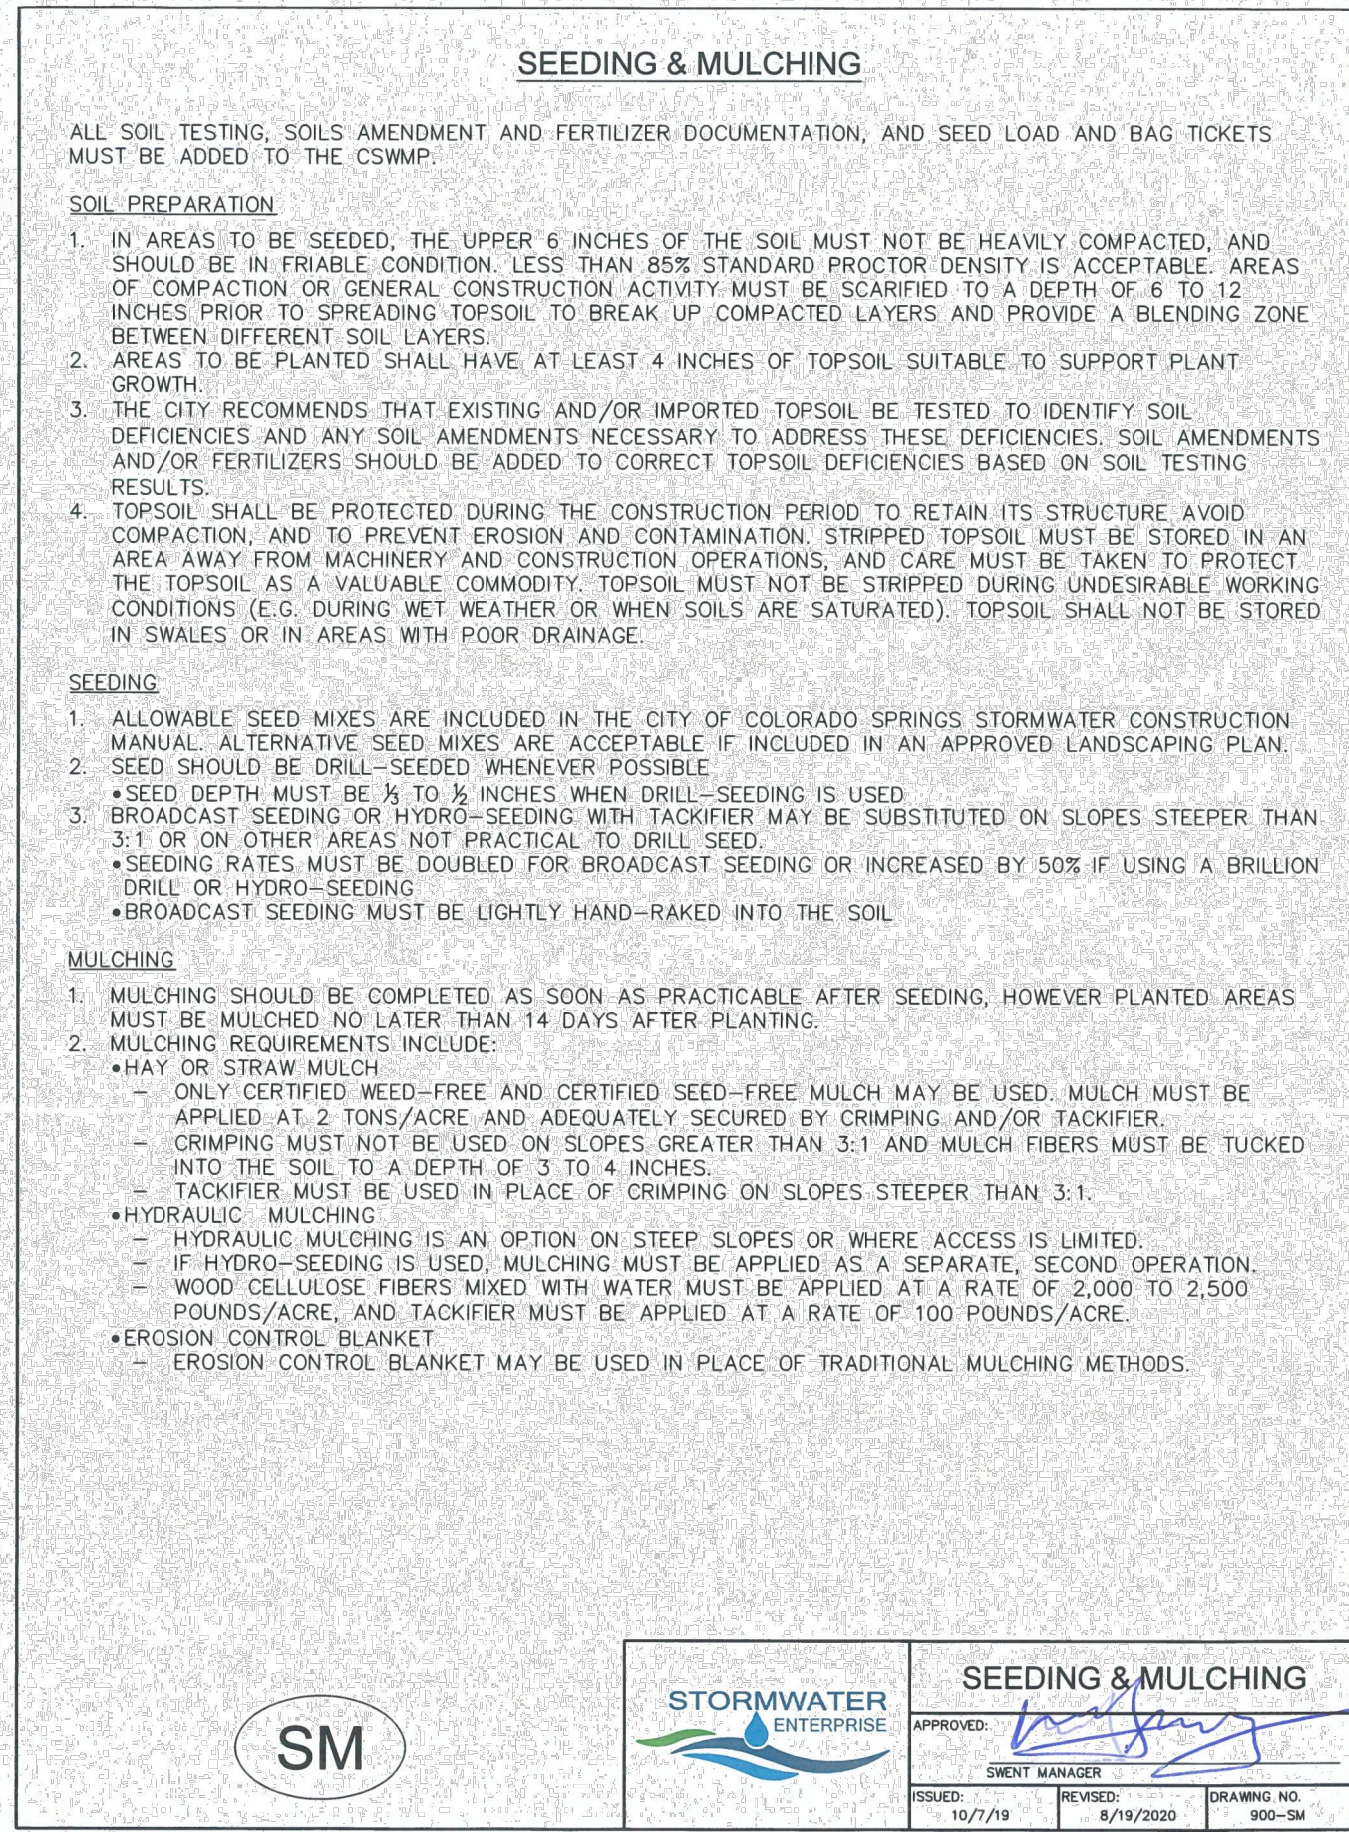 SEEDING & MULCHING
ALL SOIL TESTING, SOILS AMENDMENT AND FERTILIZER DOCUMENTATION, AND SEED LOAD AND BAG TICKETS
MUST BE ADDED TO THE CSWMP.
SOIL PREPARATION
1. IN AREAS TO BE SEEDED, THE UPPER 6 INCHES OF THE SOIL MUST NOT BE HEAVILY COMPACTED, AND
SHOULD BE IN FRIABLE CONDITION. LESS THAN 85% STANDARD PROCTOR DENSITY IS ACCEPTABLE. AREAS
OF COMPACTION OR GENERAL CONSTRUCTION ACTIVITY MUST BE SCARIFIED TO A DEPTH OF 6 TO 12
INCHES PRIOR TO SPREADING TOPSOIL TO BREAK UP COMPACTED LAYERS AND PROVIDE A BLENDING ZONE
BETWEEN DIFFERENT SOIL LAYERS.
2. AREAS TO BE PLANTED SHALL HAVE AT LEAST 4 INCHES OF TOPSOIL SUITABLE TO SUPPORT PLANT
GROWTH.
3. THE CITY RECOMMENDS THAT EXISTING AND/OR IMPORTED TOPSOIL BE TESTED TO IDENTIFY SOIL
DEFICIENCIES AND ANY SOIL AMENDMENTS NECESSARY TO ADDRESS THESE DEFICIENCIES. SOIL AMENDMENTS
AND/OR FERTILIZERS SHOULD BE ADDED TO CORRECT TOPSOIL DEFICIENCIES BASED ON SOIL TESTING
RESULTS.
4. TOPSOIL SHALL BE PROTECTED DURING THE CONSTRUCTION PERIOD TO RETAIN ITS STRUCTURE AVOID
COMPACTION, AND TO PREVENT EROSION AND CONTAMINATION. STRIPPED TOPSOIL MUST BE STORED IN AN
AREA AWAY FROM MACHINERY AND CONSTRUCTION OPERATIONS, AND CARE MUST BE TAKEN TO PROTECT
THE TOPSOIL AS A VALUABLE COMMODITY. TOPSOIL MUST NOT BE STRIPPED DURING UNDESIRABLE WORKING
CONDITIONS (E.G. DURING WET WEATHER OR WHEN SOILS ARE SATURATED). TOPSOIL SHALL NOT BE STORED
IN SWALES OR IN AREAS WITH POOR DRAINAGE.
SEEDING
1. ALLOWABLE SEED MIXES ARE INCLUDED IN THE CITY OF COLORADO SPRINGS STORMWATER CONSTRUCTION
MANUAL. ALTERNATIVE SEED MIXES ARE ACCEPTABLE IF INCLUDED IN AN APPROVED LANDSCAPING PLAN.
2. SEED SHOULD BE DRILL-SEEDED WHENEVER POSSIBLE
•SEED DEPTH MUST BE ⅓ TO ½ INCHES WHEN DRILL-SEEDING IS USED
3. BROADCAST SEEDING OR HYDRO-SEEDING WITH TACKIFIER MAY BE SUBSTITUTED ON SLOPES STEEPER THAN
3:1 OR ON OTHER AREAS NOT PRACTICAL TO DRILL SEED.
•SEEDING RATES MUST BE DOUBLED FOR BROADCAST SEEDING OR INCREASED BY 50% IF USING A BRILLION
DRILL OR HYDRO-SEEDING
•BROADCAST SEEDING MUST BE LIGHTLY HAND-RAKED INTO THE SOIL
MULCHING
1. MULCHING SHOULD BE COMPLETED AS SOON AS PRACTICABLE AFTER SEEDING, HOWEVER PLANTED AREAS
MUST BE MULCHED NO LATER THAN 14 DAYS AFTER PLANTING.
2. MULCHING REQUIREMENTS INCLUDE:
•HAY OR STRAW MULCH
– ONLY CERTIFIED WEED-FREE AND CERTIFIED SEED-FREE MULCH MAY BE USED. MULCH MUST BE
APPLIED AT 2 TONS/ACRE AND ADEQUATELY SECURED BY CRIMPING AND/OR TACKIFIER.
– CRIMPING MUST NOT BE USED ON SLOPES GREATER THAN 3:1 AND MULCH FIBERS MUST BE TUCKED
INTO THE SOIL TO A DEPTH OF 3 TO 4 INCHES.
– TACKIFIER MUST BE USED IN PLACE OF CRIMPING ON SLOPES STEEPER THAN 3:1.
•HYDRAULIC MULCHING
– HYDRAULIC MULCHING IS AN OPTION ON STEEP SLOPES OR WHERE ACCESS IS LIMITED.
– IF HYDRO-SEEDING IS USED, MULCHING MUST BE APPLIED AS A SEPARATE, SECOND OPERATION.
– WOOD CELLULOSE FIBERS MIXED WITH WATER MUST BE APPLIED AT A RATE OF 2,000 TO 2,500
POUNDS/ACRE, AND TACKIFIER MUST BE APPLIED AT A RATE OF 100 POUNDS/ACRE.
•EROSION CONTROL BLANKET
– EROSION CONTROL BLANKET MAY BE USED IN PLACE OF TRADITIONAL MULCHING METHODS.
SM
STORMWATER
ENTERPRISE
SEEDING & MULCHING
APPROVED:
SWENT MANAGER
ISSUED:
10/7/19
REVISED:
8/19/2020
DRAWING NO.
900-SM